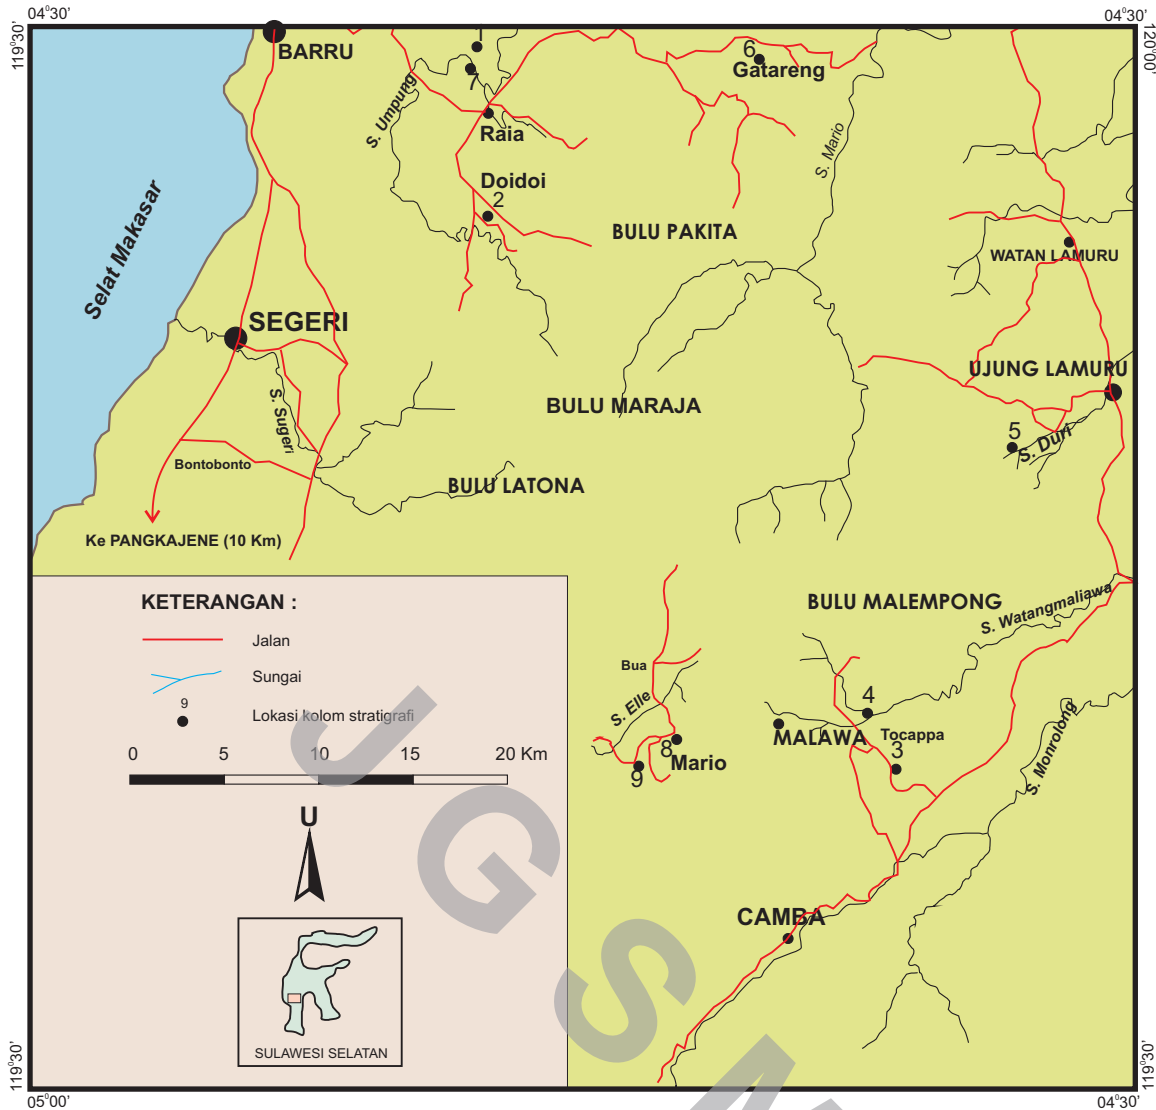 04°30'
04°30'
119°30'
120°00'
BARRU
1
7
S. Umpung
Raia
6
Gatareng
S. Mario
Doidoi
2
BULU PAKITA
WATAN LAMURU
Selat Makasar
SEGERI
UJUNG LAMURU
S. Sugeri
BULU MARAJA
5
S. Duri
Bontobonto
BULU LATONA
Ke PANGKAJENE (10 Km)
KETERANGAN :
Jalan
Sungai
9
Lokasi kolom stratigrafi
0 5 10 15 20 Km
U
SULAWESI SELATAN
BULU MALEMPONG
S. Watangmaliawa
Bua
S. Elle
8
Mario
9
4
MALAWA
Tocappa
3
S. Monrolong
CAMBA
J G S M
119°30'
119°30'
05°00'
04°30'